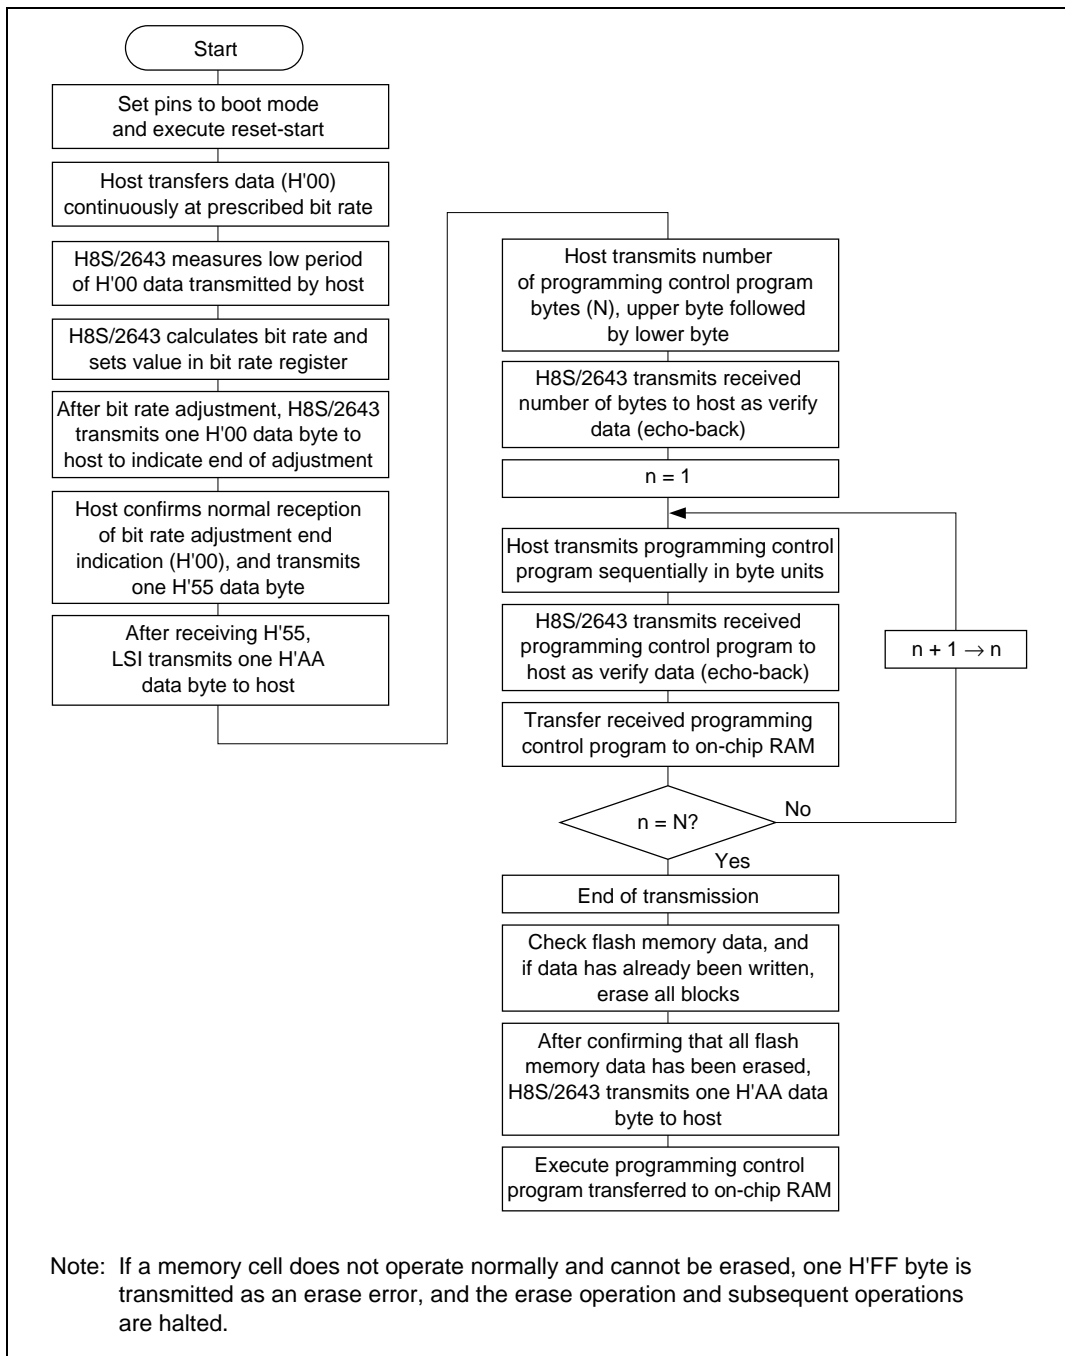 Start
Set pins to boot mode
and execute reset-start
Host transfers data (H'00)
continuously at prescribed bit rate
H8S/2643 measures low period
of H'00 data transmitted by host
H8S/2643 calculates bit rate and
sets value in bit rate register
After bit rate adjustment, H8S/2643
transmits one H'00 data byte to
host to indicate end of adjustment
Host confirms normal reception
of bit rate adjustment end
indication (H'00), and transmits
one H'55 data byte
After receiving H'55,
LSI transmits one H'AA
data byte to host
Host transmits number
of programming control program
bytes (N), upper byte followed
by lower byte
H8S/2643 transmits received
number of bytes to host as verify
data (echo-back)
n = 1
Host transmits programming control
program sequentially in byte units
H8S/2643 transmits received
programming control program to
host as verify data (echo-back)
n + 1 → n
Transfer received programming
control program to on-chip RAM
n = N?
No
Yes
End of transmission
Check flash memory data, and
if data has already been written,
erase all blocks
After confirming that all flash
memory data has been erased,
H8S/2643 transmits one H'AA data
byte to host
Execute programming control
program transferred to on-chip RAM
Note: If a memory cell does not operate normally and cannot be erased, one H'FF byte is
transmitted as an erase error, and the erase operation and subsequent operations
are halted.